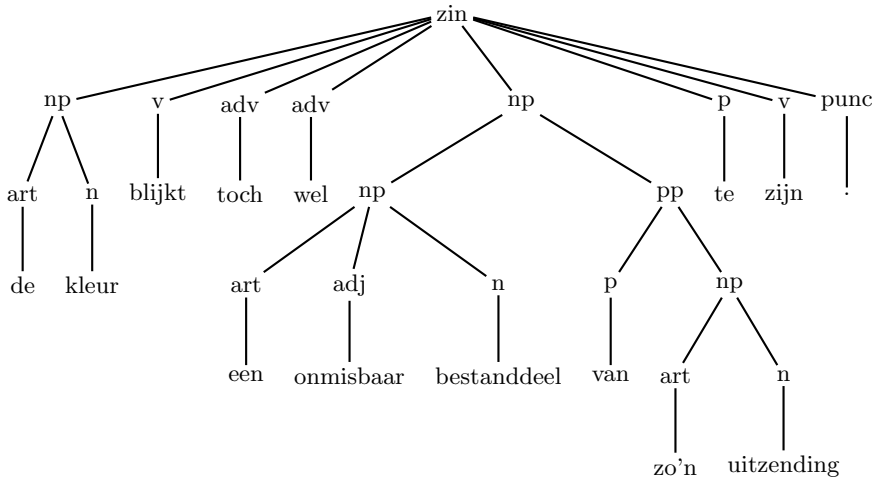 zin
np v adv adv np p v punc
art n blijkt toch wel np pp te zijn .
de kleur art adj n p np
een onmisbaar bestanddeel van art n
zo'n uitzending